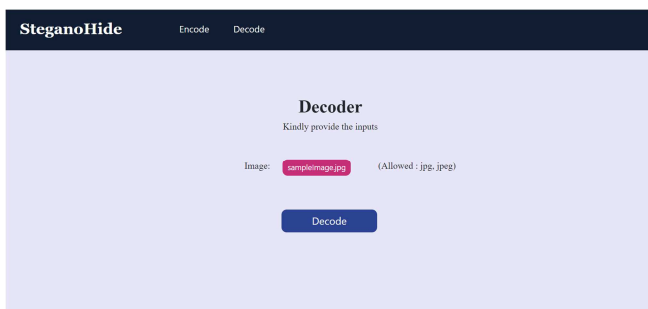 SteganoHide Encode Decode
Decoder
Kindly provide the inputs
Image: sampleImage.jpg (Allowed : jpg, jpeg)
Decode